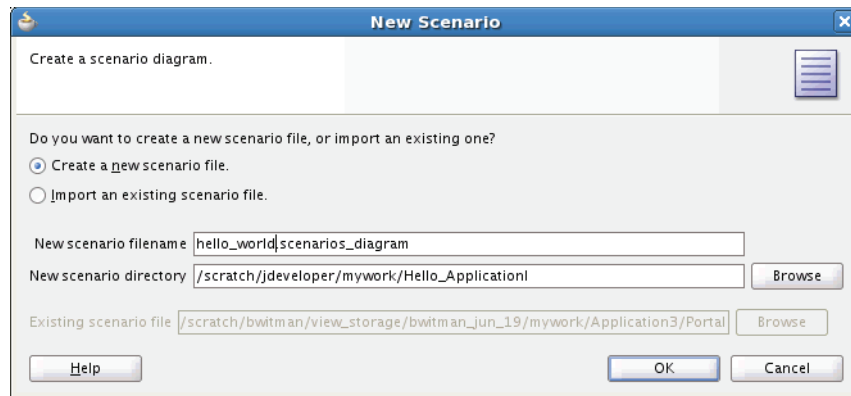 New Scenario
Create a scenario diagram.
Do you want to create a new scenario file, or import an existing one?
Create a new scenario file.
Import an existing scenario file.
New scenario filename hello_world.scenarios_diagram
New scenario directory /scratch/jdeveloper/mywork/Hello_Applicationl Browse
Existing scenario file /scratch/bwitman/view_storage/bwitman_jun_19/mywork/Application3/Portal Browse
Help OK Cancel